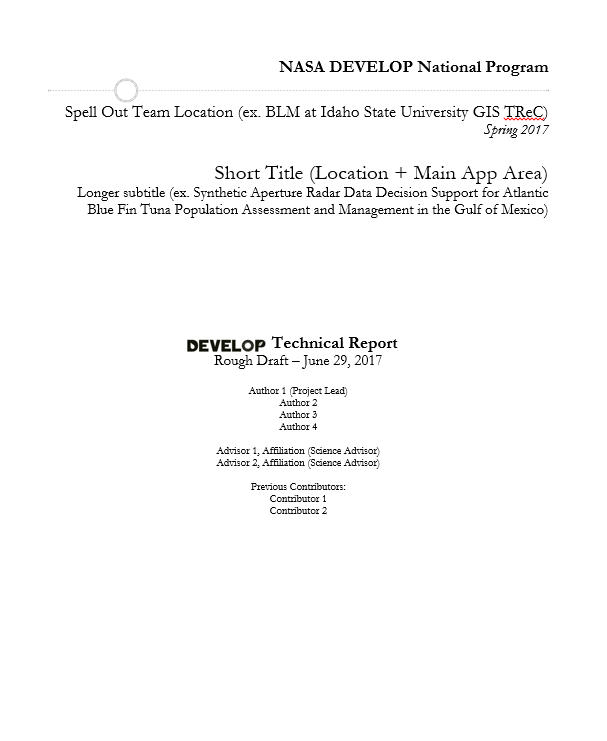 NASA DEVELOP National Program
Spell Out Team Location (ex. BLM at Idaho State University GIS TReC)
Spring 2017
Short Title (Location + Main App Area)
Longer subtitle (ex. Synthetic Aperture Radar Data Decision Support for Atlantic
Blue Fin Tuna Population Assessment and Management in the Gulf of Mexico)
DEVELOP Technical Report
Rough Draft – June 29, 2017
Author 1 (Project Lead)
Author 2
Author 3
Author 4
Advisor 1, Affiliation (Science Advisor)
Advisor 2, Affiliation (Science Advisor)
Previous Contributors:
Contributor 1
Contributor 2